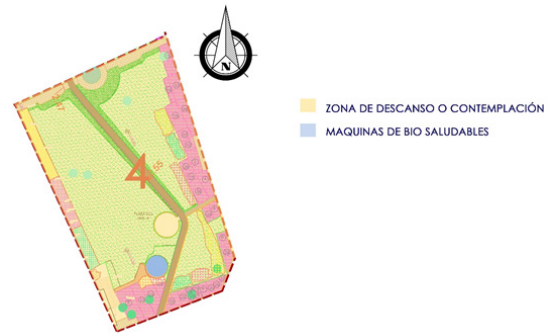 N
ZONA DE DESCANSO O CONTEMPLACIÓN
MAQUINAS DE BIO SALUDABLES
4